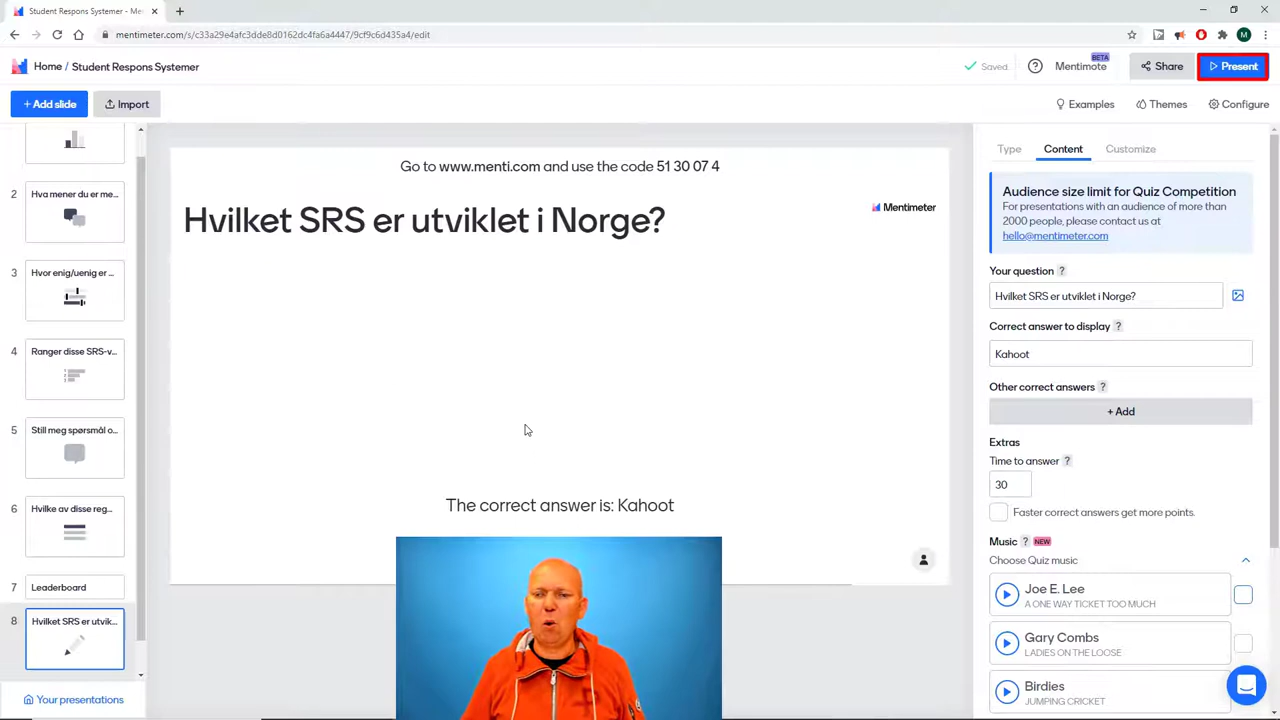 Student Respons Systemer - Me
mentimeter.com/s/c33a29e4afc3dde8d0162dc4fa6a4447/9cf9c6d435a4/edit
M
Home / Student Respons Systemer
Saved
Mentimote
BETA
Share
Present
+ Add slide
Import
Examples
Themes
Configure
2
Hva mener du er me...
3
Hvor enig/uenig er ...
4
Ranger disse SRS-v...
5
Still meg spørsmål o...
6
Hvilke av disse reg...
7
Leaderboard
8
Hvilket SRS er utvik...
Your presentations
Go to www.menti.com and use the code 51 30 07 4
Hvilket SRS er utviklet i Norge?
Mentimeter
The correct answer is: Kahoot
Type
Content
Customize
Audience size limit for Quiz Competition
For presentations with an audience of more than
2000 people, please contact us at
hello@mentimeter.com
Your question ?
Hvilket SRS er utviklet i Norge?
Correct answer to display ?
Kahoot
Other correct answers ?
+ Add
Extras
Time to answer ?
30
Faster correct answers get more points.
Music ? NEW
Choose Quiz music
Joe E. Lee
A ONE WAY TICKET TOO MUCH
Gary Combs
LADIES ON THE LOOSE
Birdies
JUMPING CRICKET